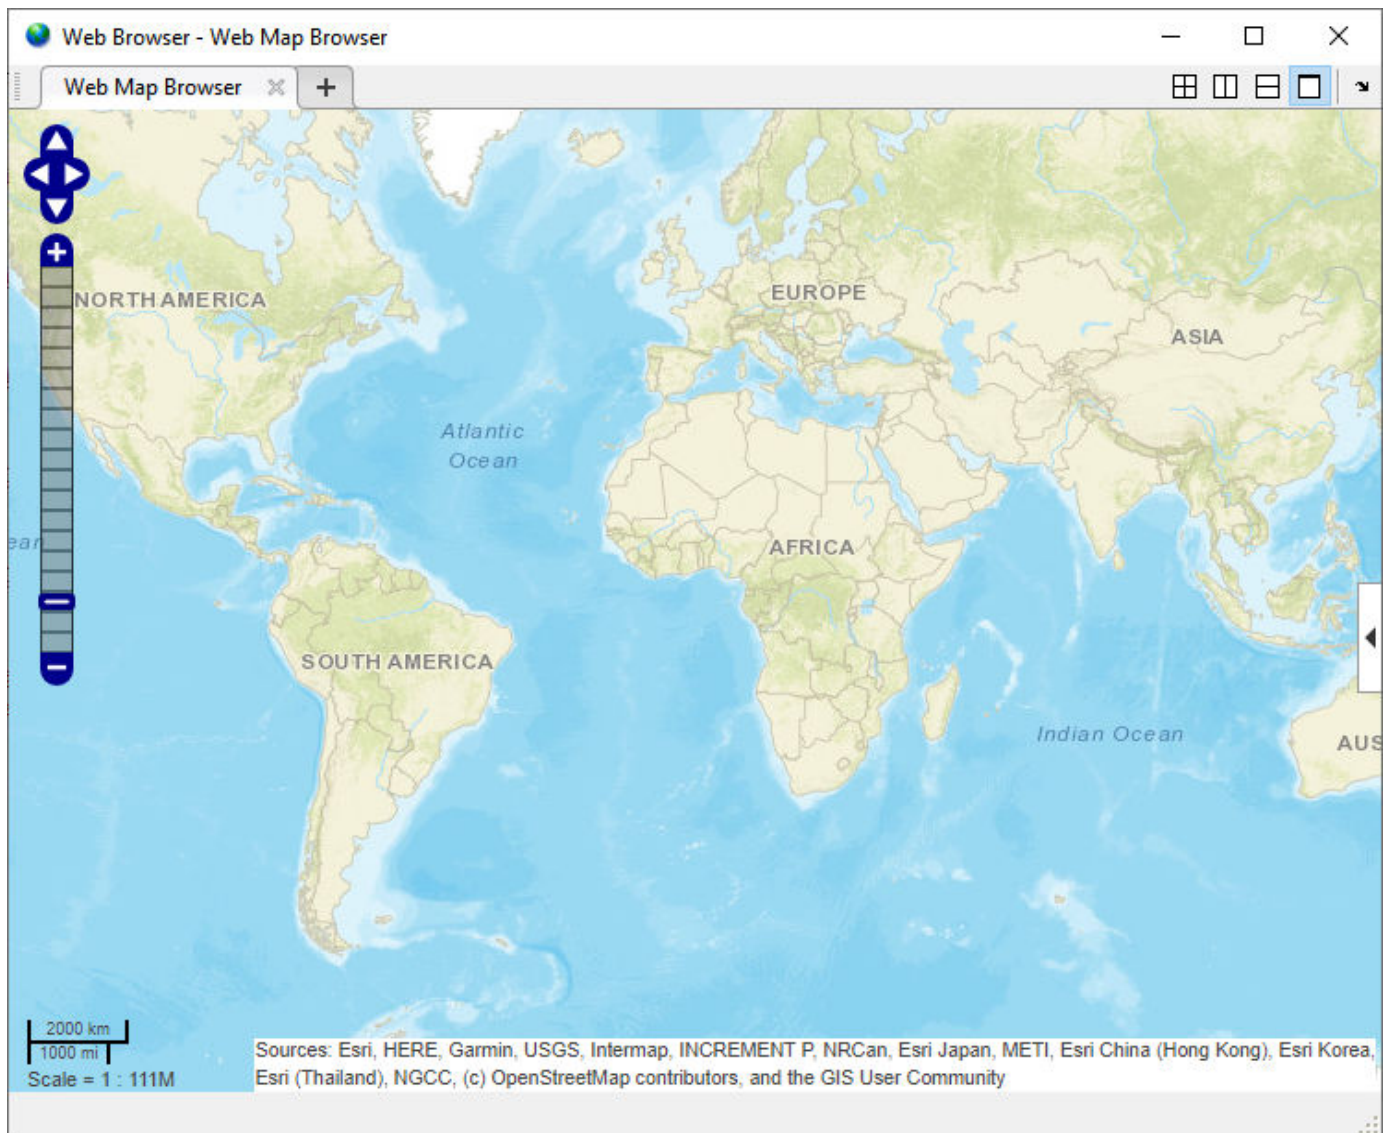 Web Browser - Web Map Browser
Web Map Browser
NORTH AMERICA
EUROPE
ASIA
Atlantic
Ocean
ean
AFRICA
SOUTH AMERICA
Indian Ocean
AUS
2000 km
1000 mi
Scale = 1 : 111M
Sources: Esri, HERE, Garmin, USGS, Intermap, INCREMENT P, NRCan, Esri Japan, METI, Esri China (Hong Kong), Esri Korea,
Esri (Thailand), NGCC, (c) OpenStreetMap contributors, and the GIS User Community